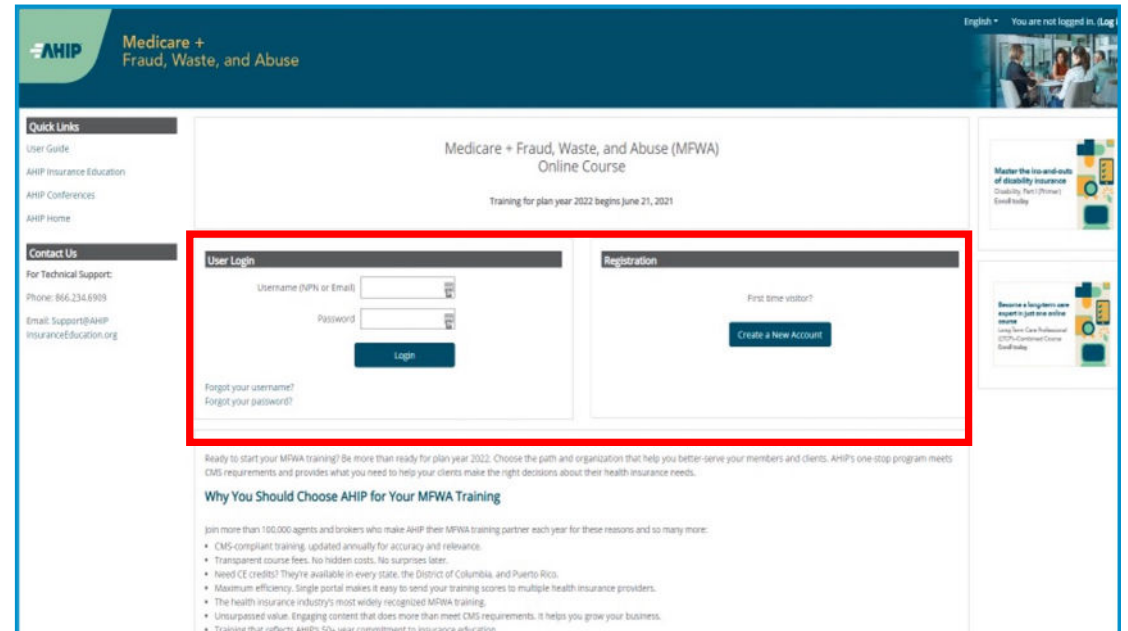 English
You are not logged in. (Log i
AHIP
Medicare +
Fraud, Waste, and Abuse
Quick Links
User Guide
AHIP Insurance Education
AHIP Conferences
AHIP Home
Contact Us
For Technical Support:
Phone: 866.234.6909
Email: Support@AHIP
InsuranceEducation.org
Medicare + Fraud, Waste, and Abuse (MFWA)
Online Course
Training for plan year 2022 begins June 21, 2021
User Login
Username (NPN or Email)
Password
Login
Forgot your username?
Forgot your password?
Registration
First time visitor?
Create a New Account
Master the ins-and-outs
of disability insurance
Disability, Part I (Primer)
Enroll today
Become a long-term care
expert in just one online
course
Long Term Care Professional
(LTCP)–Combined Course
Enroll today
Ready to start your MFWA training? Be more than ready for plan year 2022. Choose the path and organization that help you better-serve your members and clients. AHIP's one-stop program meets
CMS requirements and provides what you need to help your clients make the right decisions about their health insurance needs.
Why You Should Choose AHIP for Your MFWA Training
Join more than 100,000 agents and brokers who make AHIP their MFWA training partner each year for these reasons and so many more:
• CMS-compliant training, updated annually for accuracy and relevance.
• Transparent course fees. No hidden costs. No surprises later.
• Need CE credits? They're available in every state, the District of Columbia, and Puerto Rico.
• Maximum efficiency. Single portal makes it easy to send your training scores to multiple health insurance providers.
• The health insurance industry's most widely recognized MFWA training.
• Unsurpassed value. Engaging content that does more than meet CMS requirements. It helps you grow your business.
• Training that reflects AHIP's 50+ year commitment to insurance education.